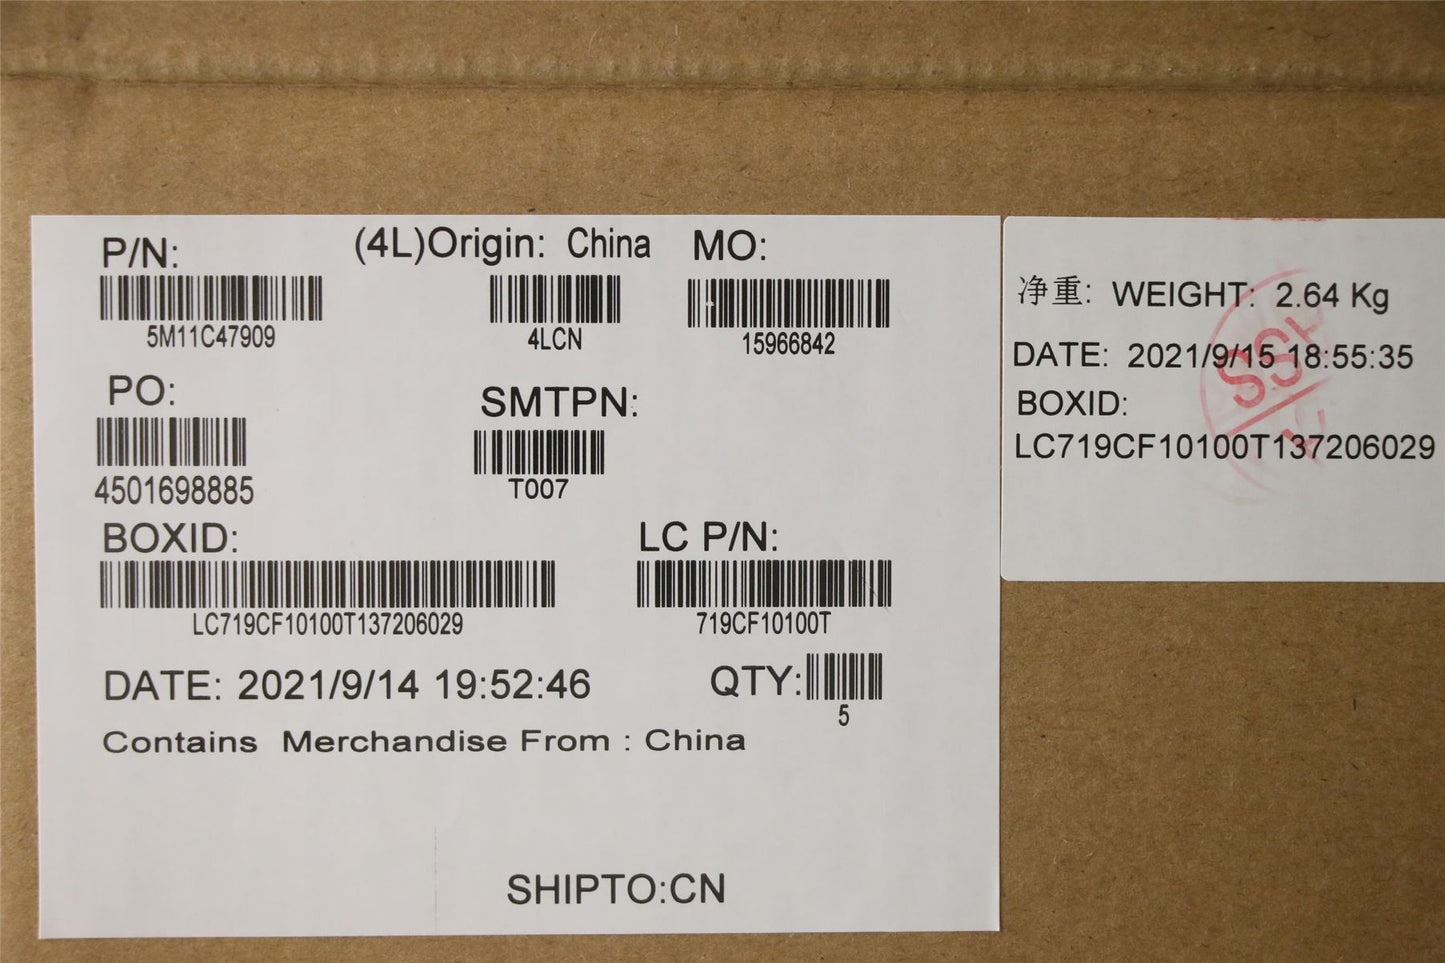 P/N:
5M11C47909
(4L)Origin: China
4LCN
MO:
15966842
PO:
4501698885
SMTPN:
T007
BOXID:
LC719CF10100T137206029
LC P/N:
719CF10100T
DATE: 2021/9/14 19:52:46
QTY:
5
Contains Merchandise From : China
SHIPTO:CN
净重: WEIGHT: 2.64 Kg
DATE: 2021/9/15 18:55:35
BOXID:
LC719CF10100T137206029